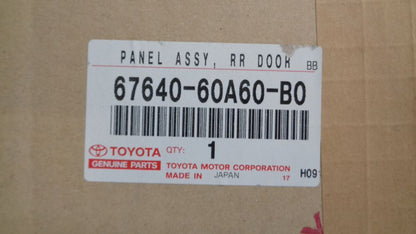 PANEL ASSY, RR DOOR BB
67640-60A60-B0
TOYOTA QTY: 1
GENUINE PARTS TOYOTA MOTOR CORPORATION
MADE IN JAPAN 17 H09